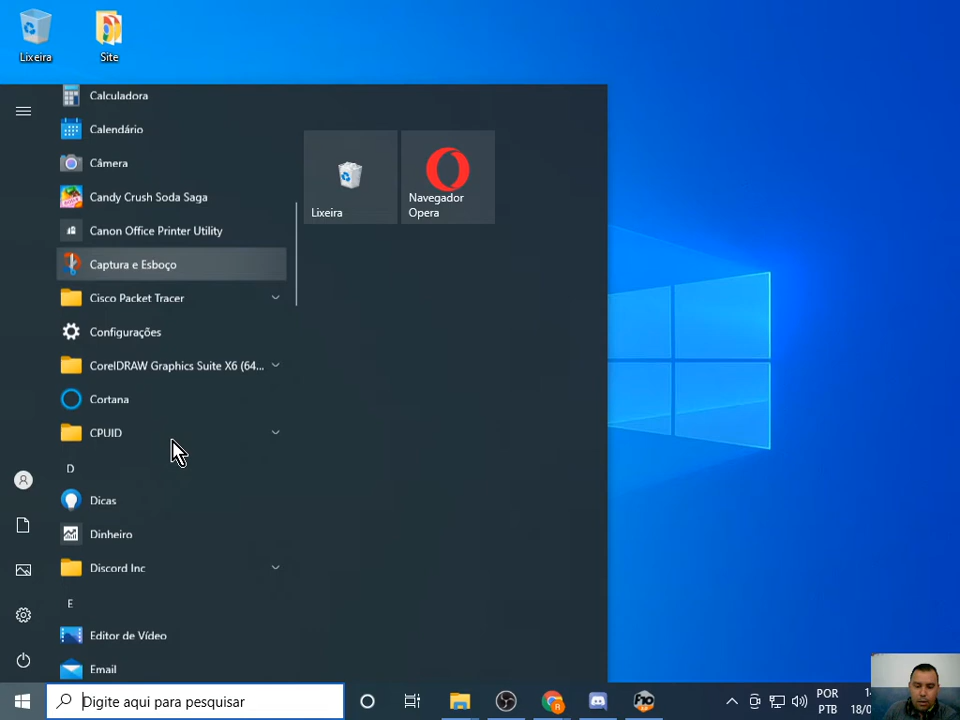 Lixeira
Site
Calculadora
Calendário
Câmera
Candy Crush Soda Saga
Canon Office Printer Utility
Captura e Esboço
Cisco Packet Tracer
Configurações
CorelDRAW Graphics Suite X6 (64...
Cortana
CPUID
D
Dicas
Dinheiro
Discord Inc
E
Editor de Vídeo
Email
Lixeira
Navegador
Opera
Digite aqui para pesquisar
POR
PTB
18/0